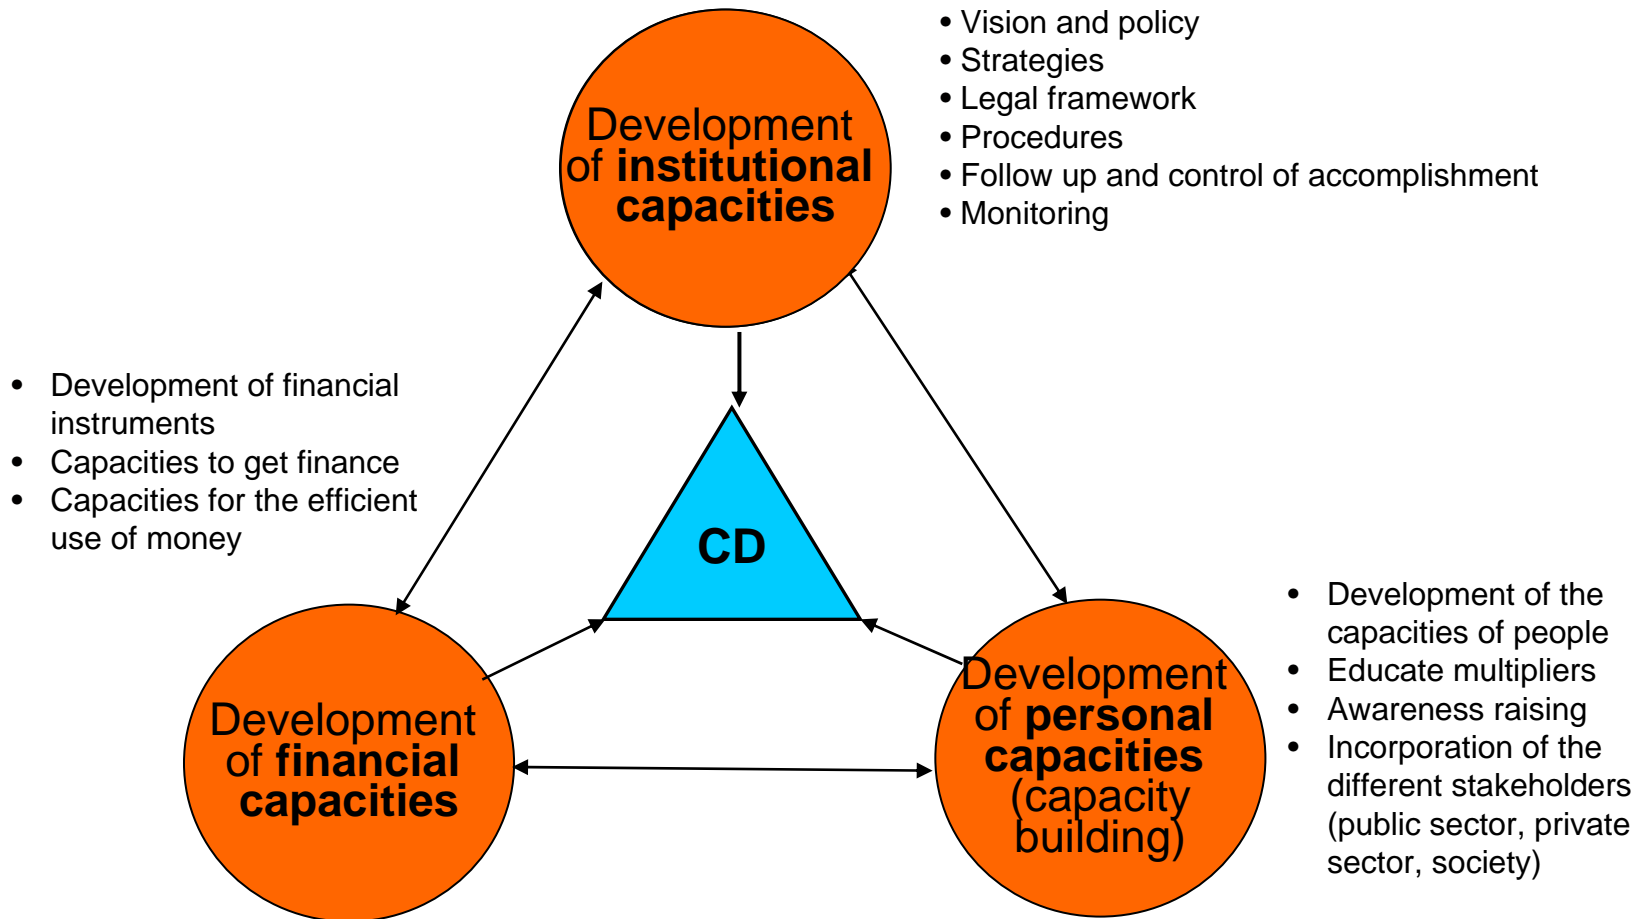 • Vision and policy
• Strategies
• Legal framework
• Procedures
• Follow up and control of accomplishment
• Monitoring
Development
of institutional
capacities
• Development of financial
instruments
• Capacities to get finance
• Capacities for the efficient
use of money
CD
Development
of financial
capacities
Development
of personal
capacities
(capacity
building)
• Development of the
capacities of people
• Educate multipliers
• Awareness raising
• Incorporation of the
different stakeholders
(public sector, private
sector, society)